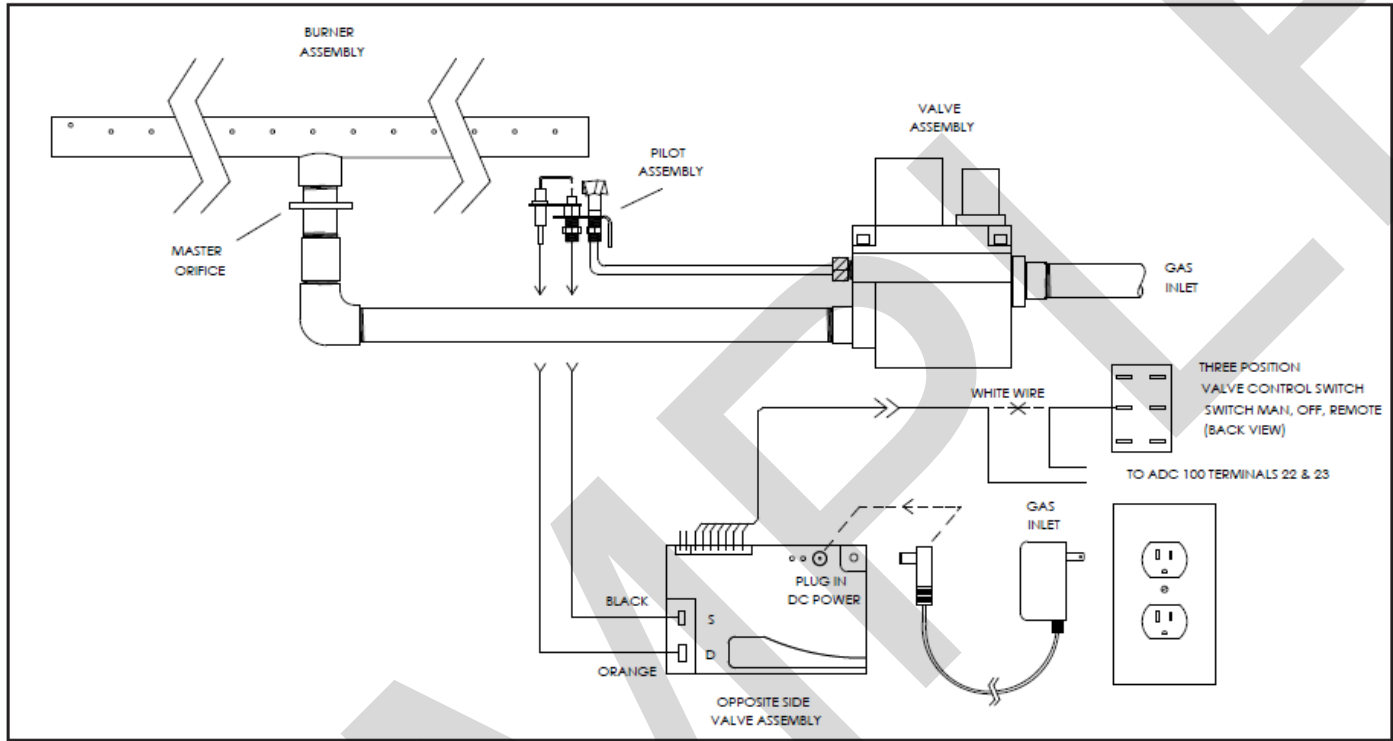 BURNER
ASSEMBLY
VALVE
ASSEMBLY
PILOT
ASSEMBLY
MASTER
ORIFICE
GAS
INLET
THREE POSITION
VALVE CONTROL SWITCH
SWITCH MAN, OFF, REMOTE
(BACK VIEW)
WHITE WIRE
TO ADC 100 TERMINALS 22 & 23
GAS
INLET
PLUG IN
DC POWER
BLACK
S
D
ORANGE
OPPOSITE SIDE
VALVE ASSEMBLY